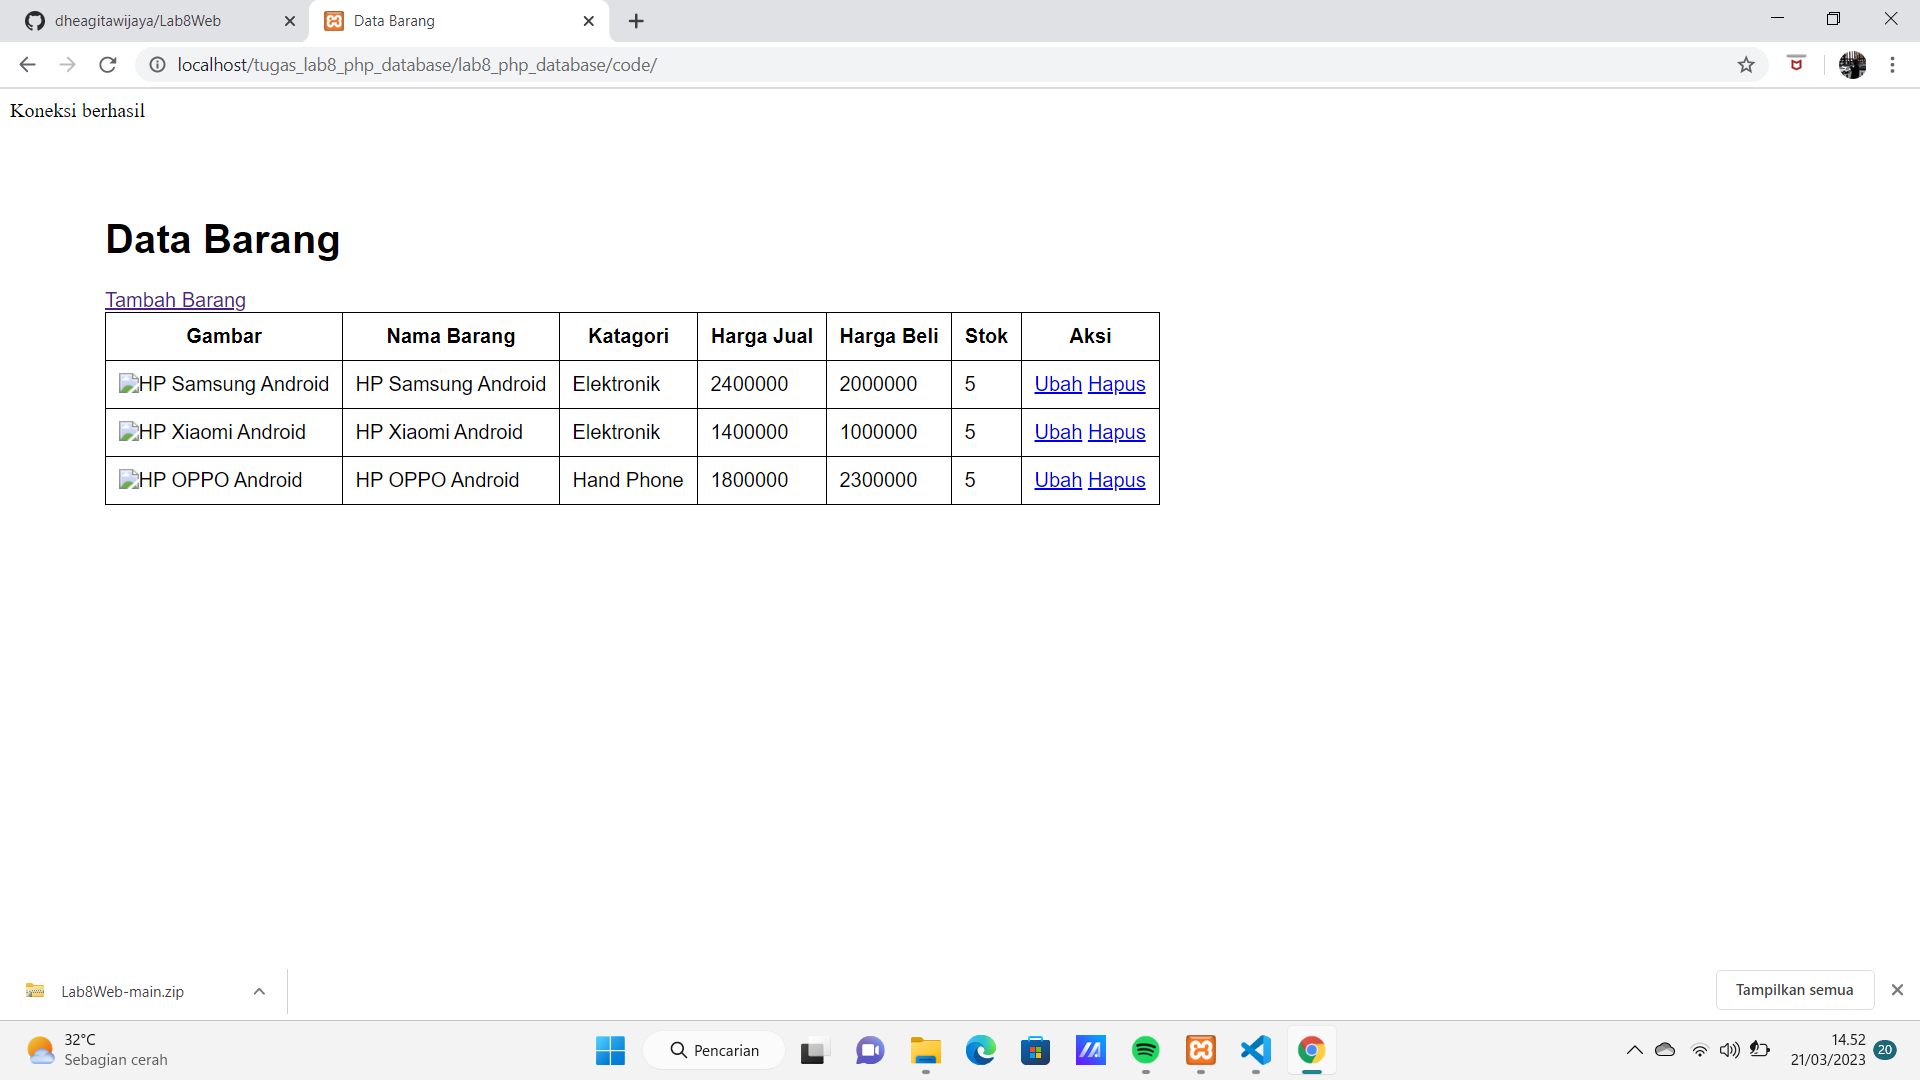 dheagitawijaya/Lab8Web
Data Barang
localhost/tugas_lab8_php_database/lab8_php_database/code/
Koneksi berhasil
Data Barang
Tambah Barang
Gambar Nama Barang Katagori Harga Jual Harga Beli Stok Aksi
HP Samsung Android HP Samsung Android Elektronik 2400000 2000000 5 Ubah Hapus
HP Xiaomi Android HP Xiaomi Android Elektronik 1400000 1000000 5 Ubah Hapus
HP OPPO Android HP OPPO Android Hand Phone 1800000 2300000 5 Ubah Hapus
Lab8Web-main.zip
Tampilkan semua
32°C
Sebagian cerah
Pencarian
14.52
21/03/2023
20